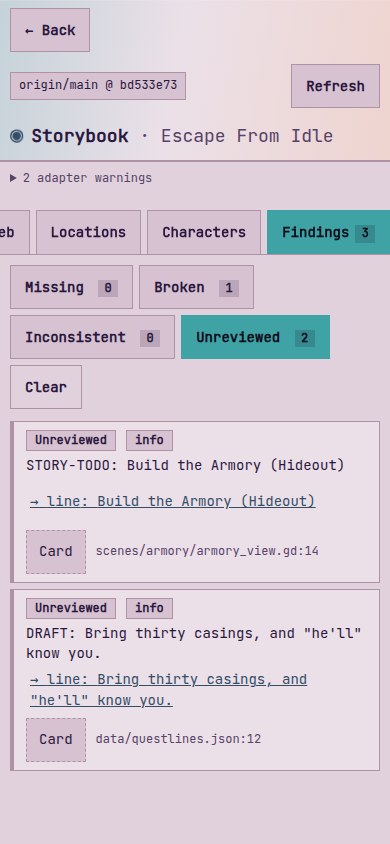 ← Back
origin/main @ bd533e73
Refresh
◉ Storybook · Escape From Idle
▶ 2 adapter warnings
eb
Locations
Characters
Findings 3
Missing 0
Broken 1
Inconsistent 0
Unreviewed 2
Clear
Unreviewed info
STORY-TODO: Build the Armory (Hideout)
→ line: Build the Armory (Hideout)
Card scenes/armory/armory_view.gd:14
Unreviewed info
DRAFT: Bring thirty casings, and "he'll"
know you.
→ line: Bring thirty casings, and
"he'll" know you.
Card data/questlines.json:12